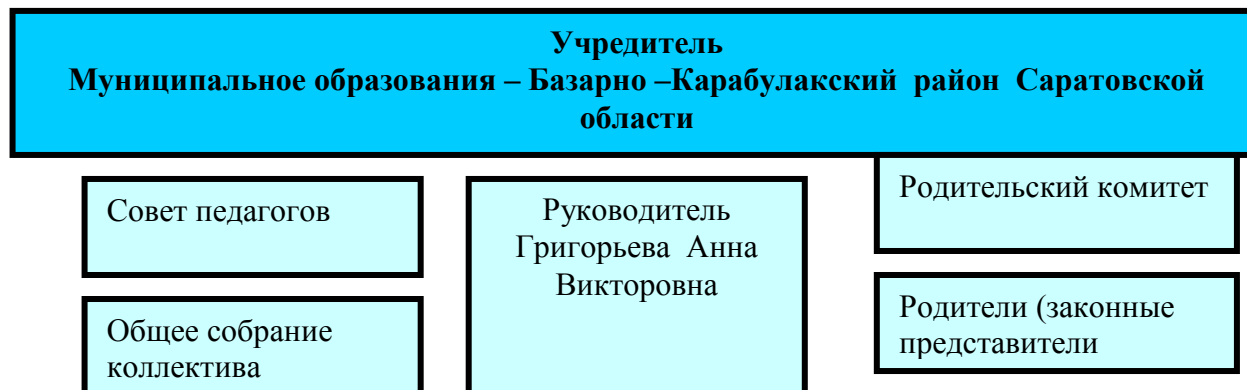 Учредитель
Муниципальное образования – Базарно –Карабулакский район Саратовской
области
Совет педагогов
Общее собрание
коллектива
Руководитель
Григорьева Анна
Викторовна
Родительский комитет
Родители (законные
представители